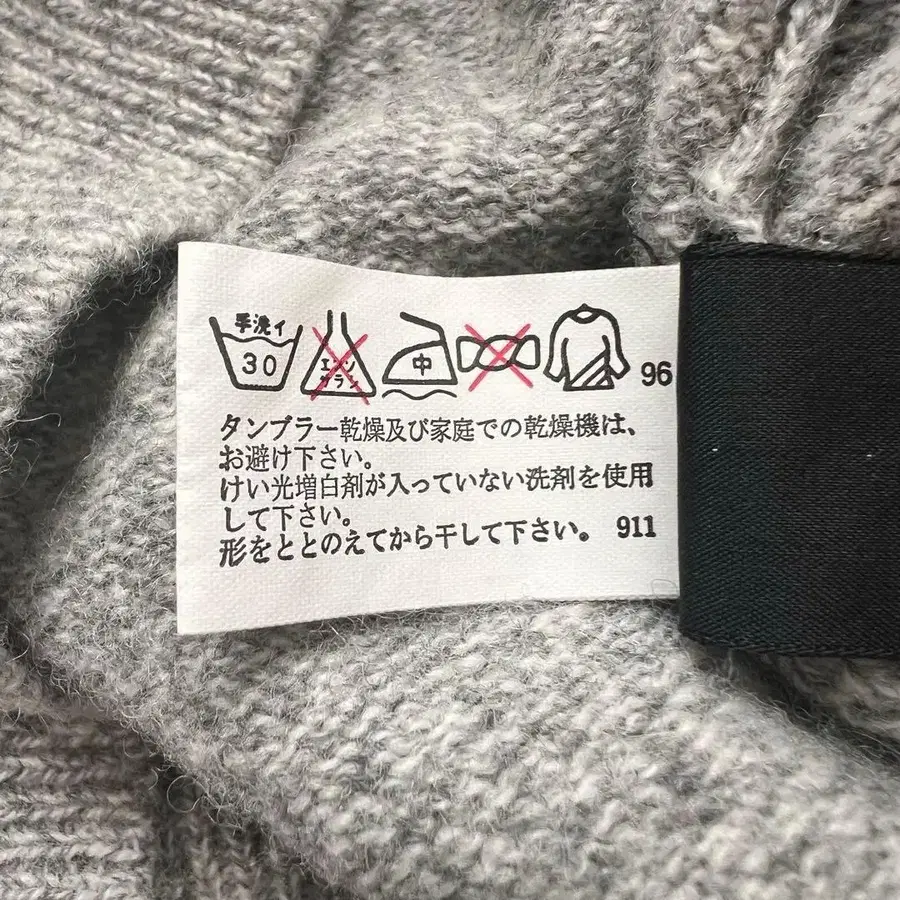 手洗イ
30
エンソ
サラシ
中
96
タンブラー乾燥及び家庭での乾燥機は、
お避け下さい。
けい光増白剤が入っていない洗剤を使用
して下さい。
形をととのえてから干して下さい。 911